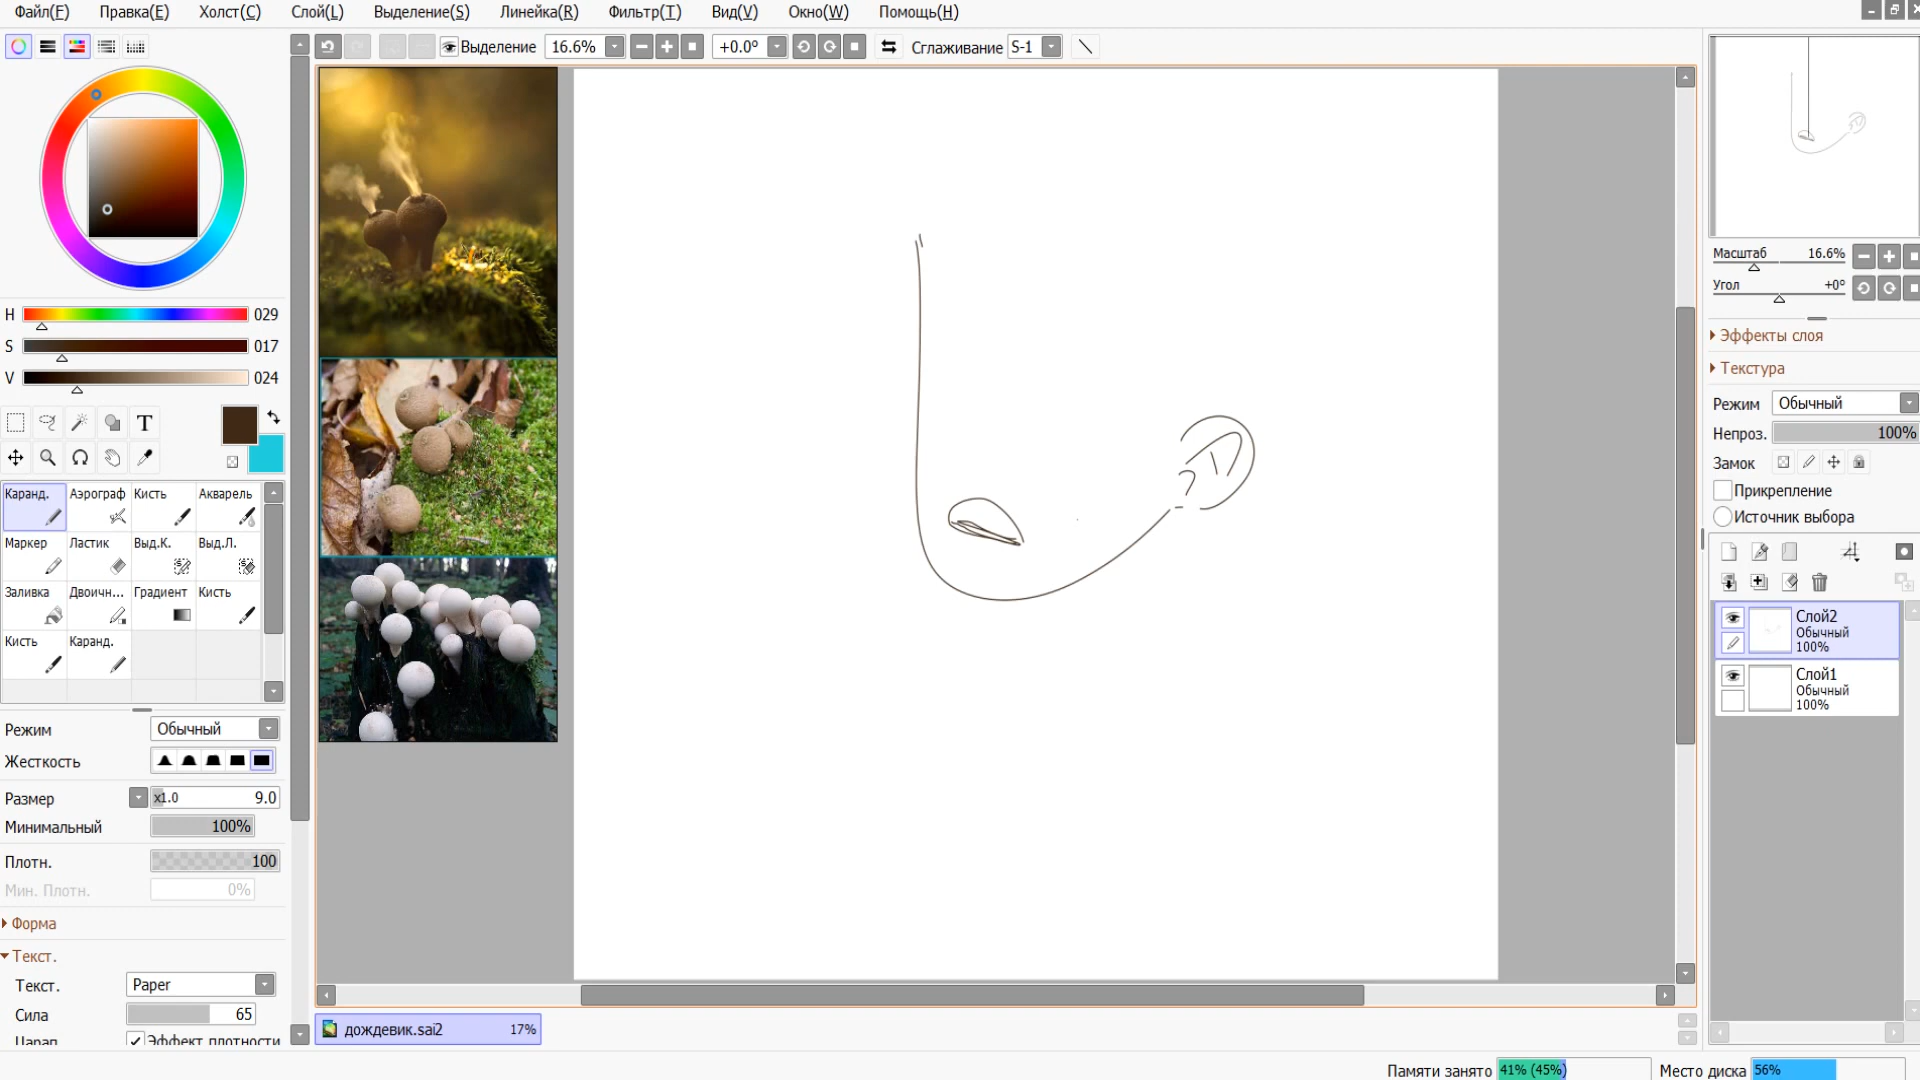 Файл(F) Правка(E) Холст(C) Слой(L) Выделение(S) Линейка(R) Фильтр(T) Вид(V) Окно(W) Помощь(H)
Выделение 16.6% +0.0° Сглаживание S-1
H 029
S 017
V 024
T
Каранд. Аэрограф Кисть Акварель
Маркер Ластик Выд.К. Выд.Л.
Заливка Двоичн... Градиент Кисть
Кисть Каранд.
Режим Обычный
Жесткость
Размер x1.0 9.0
Минимальный 100%
Плотн. 100
Мин. Плотн. 0%
Форма
Текст.
Текст. Paper
Сила 65
Царап. Эффект плотности
дождевик.sai2 17%
Масштаб 16.6%
Угол +0°
Эффекты слоя
Текстура
Режим Обычный
Непроз. 100%
Замок
Прикрепление
Источник выбора
Слой2
Обычный
100%
Слой1
Обычный
100%
Памяти занято 41% (45%) Место диска 56%